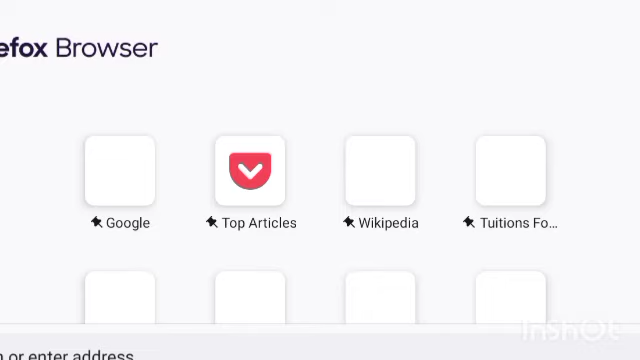 efox Browser
Google
Top Articles
Wikipedia
Tuitions Fo...
or enter address
InShOt